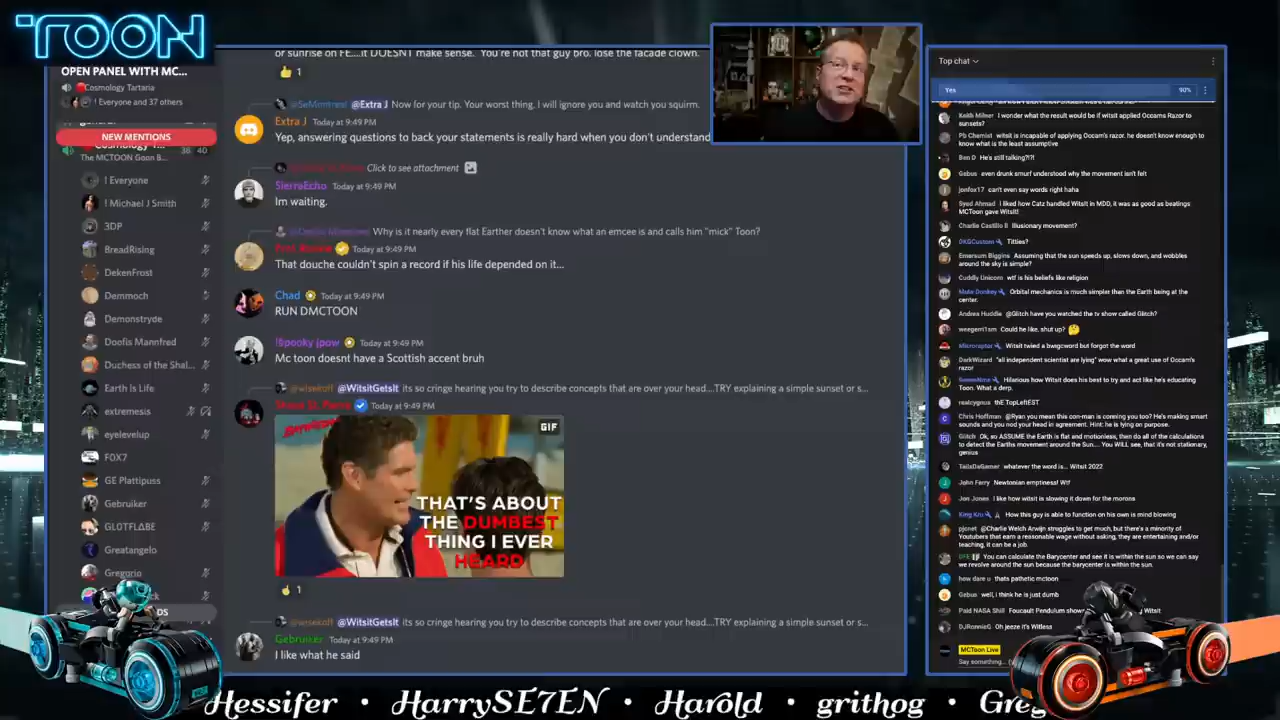 TOON
OPEN PANEL WITH MC...
Cosmology Tartaria
! Everyone and 37 others
NEW MENTIONS
36 40
The MCTOON Goon B...
! Everyone
! Michael J Smith
3DP
BreadRising
DekenFrost
Demmoch
Demonstryde
Doofis Mannfred
Duchess of the Shal...
Earth Is Life
extremesis
eyelevelup
F0X7
GE Plattipuss
Gebruiker
GL0TFLΔBE
Greatangelo
Gregorio
or sunrise on FE....it DOESNT make sense. You're not that guy bro. lose the facade clown.
1
@SeMontreal @Extra J Now for your tip. Your worst thing. I will ignore you and watch you squirm.
Extra J Today at 9:49 PM
Yep, answering questions to back your statements is really hard when you don't understand
Click to see attachment
SierraEcho Today at 9:49 PM
Im waiting.
Why is it nearly every flat Earther doesn't know what an emcee is and calls him "mick" Toon?
Today at 9:49 PM
That douche couldn't spin a record if his life depended on it...
Chad Today at 9:49 PM
RUN DMCTOON
!$pooky jpow Today at 9:49 PM
Mc toon doesnt have a Scottish accent bruh
@WitsitGetsIt its so cringe hearing you try to describe concepts that are over your head...TRY explaining a simple sunset or s...
Today at 9:49 PM
GIF
THAT'S ABOUT
THE DUMBEST
THING I EVER
HEARD
1
@WitsitGetsIt its so cringe hearing you try to describe concepts that are over your head...TRY explaining a simple sunset or s...
Gebruiker Today at 9:49 PM
I like what he said
Top chat
Yes 90%
Keith Milner I wonder what the result would be if witsit applied Occams Razor to
sunsets?
Pb Chemist witsit is incapable of applying Occam's razor. he doesn't know enough to
know what is the least assumptive
Ben D He's still talking?!?!
Gebus even drunk smurf understood why the movement isn't felt
jonfox17 can't even say words right haha
Syed Ahmad I liked how Catz handled Witsit in MDD, it was as good as beatings
MCToon gave Witsit!
Charlie Castillo II Illusionary movement?
OKGCustom Titties?
Emersum Biggins Assuming that the sun speeds up, slows down, and wobbles
around the sky is simple?
Cuddly Unicorn wtf is his beliefs like religion
Mate Donkey Orbital mechanics is much simpler than the Earth being at the
center.
Andrea Huddle @Glitch have you watched the tv show called Glitch?
weegem1sm Could he like, shut up?
Microraptor Witsit twied a bwgcword but forgot the word
DarkWizard "all independent scientist are lying" wow what a great use of Occam's
razor
Hilarious how Witsit does his best to try and act like he's educating
Toon. What a derp.
realcygnus thE TopLeftEST
Chris Hoffman @Ryan you mean this con-man is conning you too? He's making smart
sounds and you nod your head in agreement. Hint: he is lying on purpose.
Glitch Ok, so ASSUME the Earth is flat and motionless, then do all of the calculations
to detect the Earths movement around the Sun.... You WILL see, that it's not stationary,
genius
TailsDaGamer whatever the word is... Witsit 2022
John Ferry Newtonian emptiness! Wtf
Jon Jones I like how witsit is slowing it down for the morons
King Kru How this guy is able to function on his own is mind blowing
pjcnet @Charlie Welch Arwijn struggles to get much, but there's a minority of
Youtubers that earn a reasonable wage without asking, they are entertaining and/or
teaching, it can be a job.
You can calculate the Barycenter and see it is within the sun so we can say
we revolve around the sun because the barycenter is within the sun.
how dare u thats pathetic mctoon
Gebus well, i think he is just dumb
Paid NASA Shill Foucault Pendulum
DJRonnieG Oh jeeze it's Witless
MCToon Live
Say something...
Hessifer • HarrySE7EN • Harold • grithog • Greg